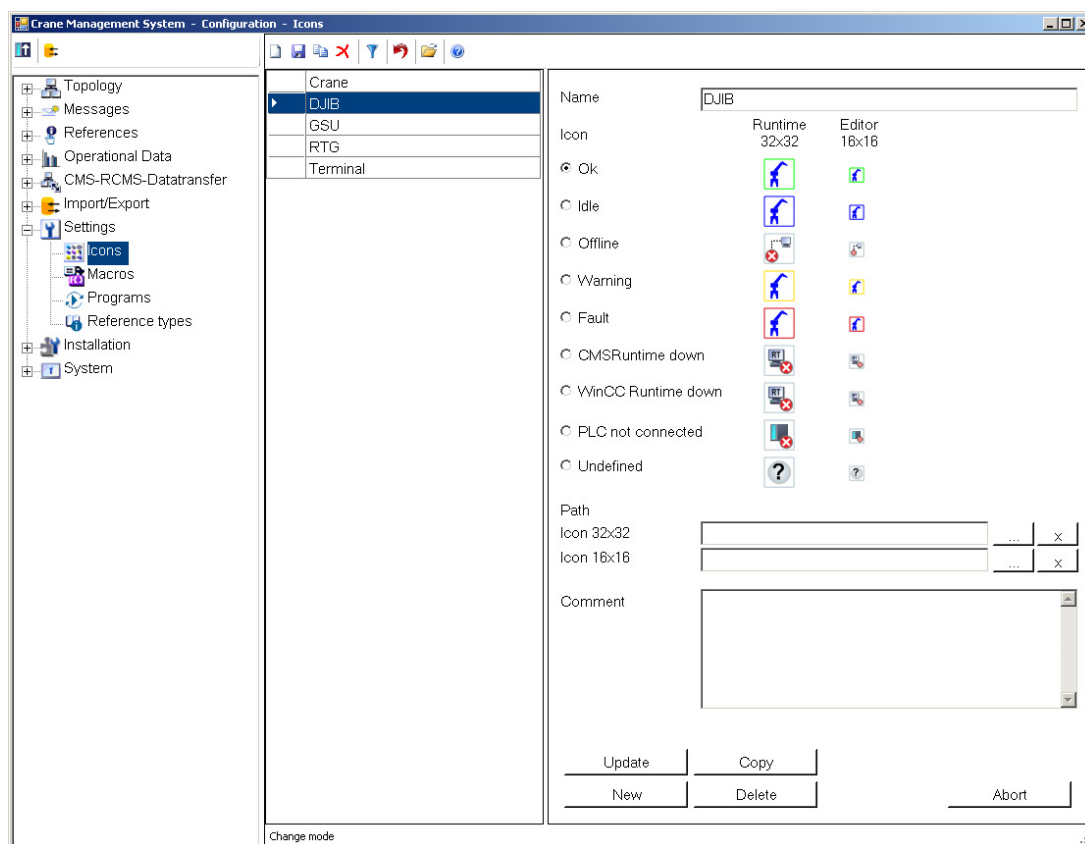 Crane Management System - Configuration - Icons
Topology
Messages
References
Operational Data
CMS-RCMS-Datatransfer
Import/Export
Settings
Icons
Macros
Programs
Reference types
Installation
System
Crane
DJIB
GSU
RTG
Terminal
Name DJIB
Icon Runtime 32x32 Editor 16x16
Ok
Idle
Offline
Warning
Fault
CMSRuntime down
RT
WinCC Runtime down
RT
PLC not connected
Undefined
? ?
Path
Icon 32x32 ... x
Icon 16x16 ... x
Comment
Update Copy
New Delete Abort
Change mode